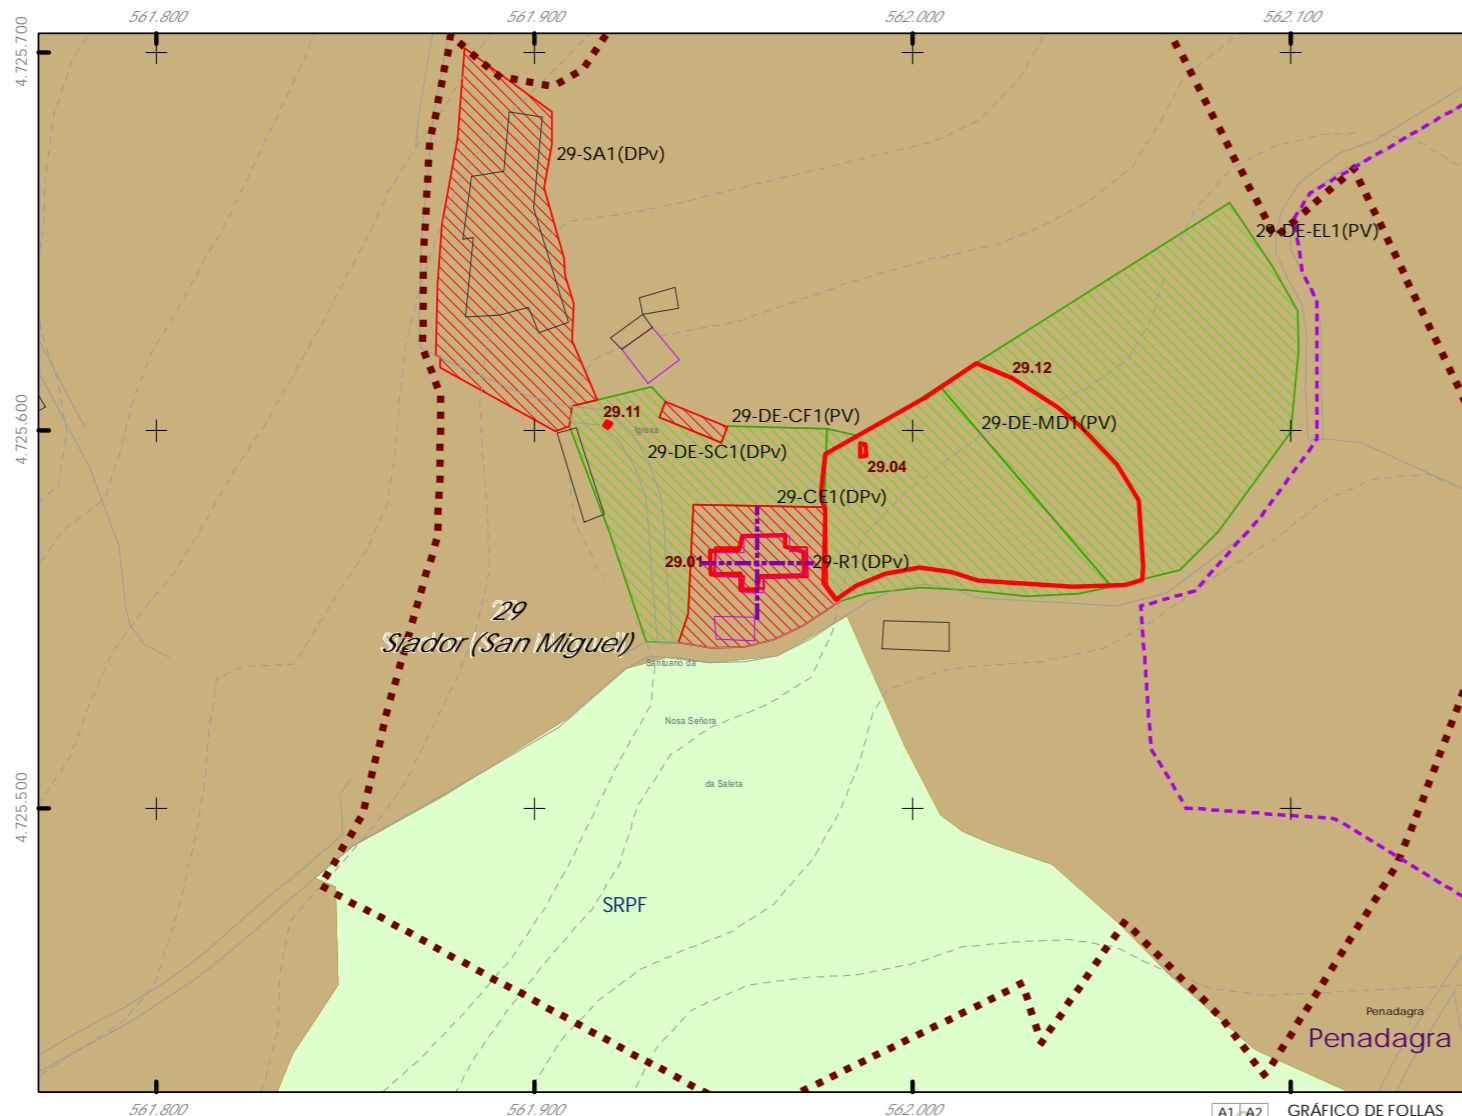 561.800
561.900
562.000
562.100
4.725.700
29-SA1(DPv)
29-DE-EL1(PV)
29.12
29.11
29-DE-CF1(PV)
4.725.600
Igrexa
29-DE-MD1(PV)
29-DE-SC1(DPv)
29.04
29-CE1(DPv)
29.01
29-R1(DPv)
29
Siador (San Miguel)
Santuario da
Nosa Señora
da Saleta
4.725.500
SRPF
Penadagra
Penadagra
561.800
561.900
562.000
A1 A2 GRÁFICO DE FOLLAS